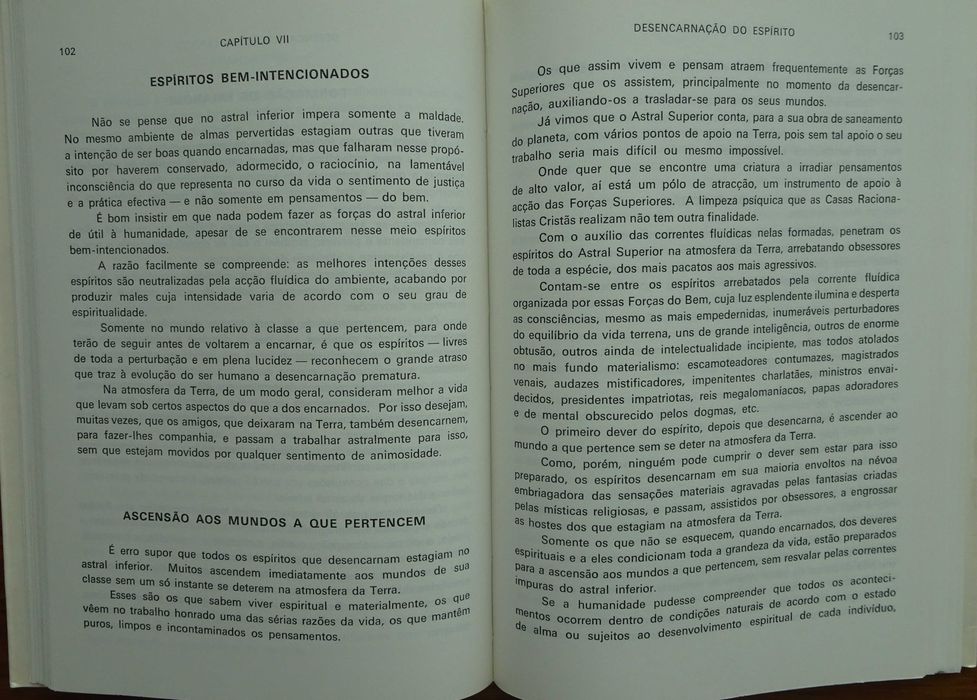 102
CAPÍTULO VII
ESPÍRITOS BEM-INTENCIONADOS
Não se pense que no astral inferior impera somente a maldade.
No mesmo ambiente de almas pervertidas estagiam outras que tiveram
a intenção de ser boas quando encarnadas, mas que falharam nesse propó-
sito por haverem conservado, adormecido, o raciocínio, na lamentável
inconsciência do que representa no curso da vida o sentimento de justiça
e a prática efectiva — e não somente em pensamentos — do bem.
É bom insistir em que nada podem fazer as forças do astral inferior
de útil à humanidade, apesar de se encontrarem nesse meio espíritos
bem-intencionados.
A razão facilmente se compreende: as melhores intenções desses
espíritos são neutralizadas pela acção fluídica do ambiente, acabando por
produzir males cuja intensidade varia de acordo com o seu grau de
espiritualidade.
Somente no mundo relativo à classe a que pertencem, para onde
terão de seguir antes de voltarem a encarnar, é que os espíritos — livres
de toda a perturbação e em plena lucidez — reconhecem o grande atraso
que traz à evolução do ser humano a desencarnação prematura.
Na atmosfera da Terra, de um modo geral, consideram melhor a vida
que levam sob certos aspectos do que a dos encarnados. Por isso desejam,
muitas vezes, que os amigos, que deixaram na Terra, também desencarnem,
para fazer-lhes companhia, e passam a trabalhar astralmente para isso,
sem que estejam movidos por qualquer sentimento de animosidade.
ASCENSÃO AOS MUNDOS A QUE PERTENCEM
É erro supor que todos os espíritos que desencarnam estagiam no
astral inferior. Muitos ascendem imediatamente aos mundos de sua
classe sem um só instante se deterem na atmosfera da Terra.
Esses são os que sabem viver espiritual e materialmente, os que
vêem no trabalho honrado uma das sérias razões da vida, os que mantêm
puros, limpos e incontaminados os pensamentos.
DESENCARNAÇÃO DO ESPÍRITO
103
Os que assim vivem e pensam atraem frequentemente as Forças
Superiores que os assistem, principalmente no momento da desencar-
nação, auxiliando-os a trasladar-se para os seus mundos.
Já vimos que o Astral Superior conta, para a sua obra de saneamento
do planeta, com vários pontos de apoio na Terra, pois sem tal apoio o seu
trabalho seria mais difícil ou mesmo impossível.
Onde quer que se encontre uma criatura a irradiar pensamentos
de alto valor, aí está um pólo de atracção, um instrumento de apoio à
acção das Forças Superiores. A limpeza psíquica que as Casas Raciona-
listas Cristãs realizam não tem outra finalidade.
Com o auxílio das correntes fluídicas nelas formadas, penetram os
espíritos do Astral Superior na atmosfera da Terra, arrebatando obsessores
de toda a espécie, dos mais pacatos aos mais agressivos.
Contam-se entre os espíritos arrebatados pela corrente fluídica
organizada por essas Forças do Bem, cuja luz esplendente ilumina e desperta
as consciências, mesmo as mais empedernidas, inumeráveis perturbadores
do equilíbrio da vida terrena, uns de grande inteligência, outros de enorme
obtusão, outros ainda de intelectualidade incipiente, mas todos atolados
no mais fundo materialismo: escamoteadores contumazes, magistrados
venais, audazes mistificadores, impenitentes charlatães, ministros envai-
decidos, presidentes impatriotas, reis megalomaníacos, papas adoradores
e de mental obscurecido pelos dogmas, etc.
O primeiro dever do espírito, depois que desencarna, é ascender ao
mundo a que pertence sem se deter na atmosfera da Terra.
Como, porém, ninguém pode cumprir o dever sem estar para isso
preparado, os espíritos desencarnam em sua maioria envoltos na névoa
embriagadora das sensações materiais agravadas pelas fantasias criadas
pelas místicas religiosas, e passam, assistidos por obsessores, a engrossar
as hostes dos que estagiam na atmosfera da Terra.
Somente os que não se esquecem, quando encarnados, dos deveres
espirituais e a eles condicionam toda a grandeza da vida, estão preparados
para a ascensão aos mundos a que pertencem, sem resvalar pelas correntes
impuras do astral inferior.
Se a humanidade pudesse compreender que todos os aconteci-
mentos ocorrem dentro de condições naturais de acordo com o estado
de alma ou sujeitos ao desenvolvimento espiritual de cada indivíduo,